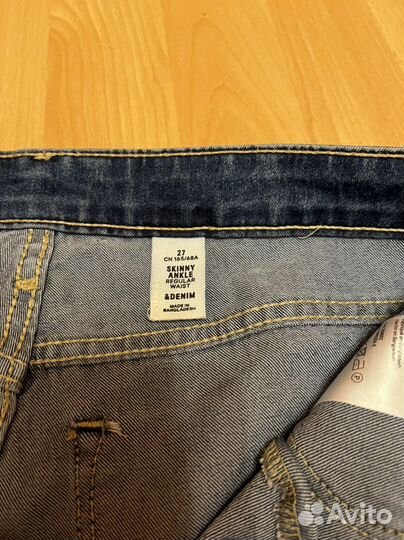 27
CN 165/68A
SKINNY
ANKLE
REGULAR
WAIST
&DENIM
MADE IN
BANGLADESH
Avito